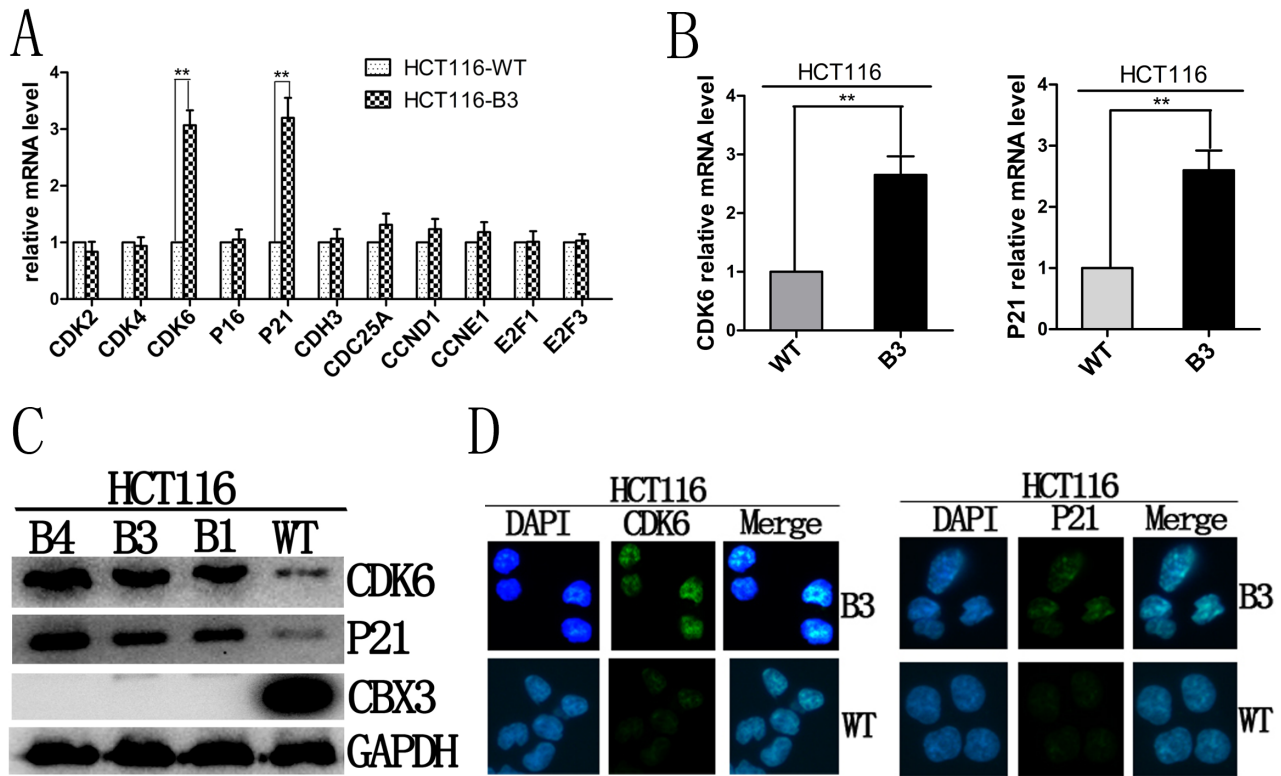 A
relative mRNA level
4
3
2
1
0
** **
HCT116-WT
HCT116-B3
CDK2 CDK4 CDK6 P16 P21 CDH3 CDC25A CCND1 CCNE1 E2F1 E2F3
B
HCT116
**
CDK6 relative mRNA level
4
3
2
1
0
WT B3
HCT116
**
P21 relative mRNA level
4
3
2
1
0
WT B3
C
HCT116
B4 B3 B1 WT
CDK6
P21
CBX3
GAPDH
D
HCT116
DAPI CDK6 Merge
B3
WT
HCT116
DAPI P21 Merge
B3
WT